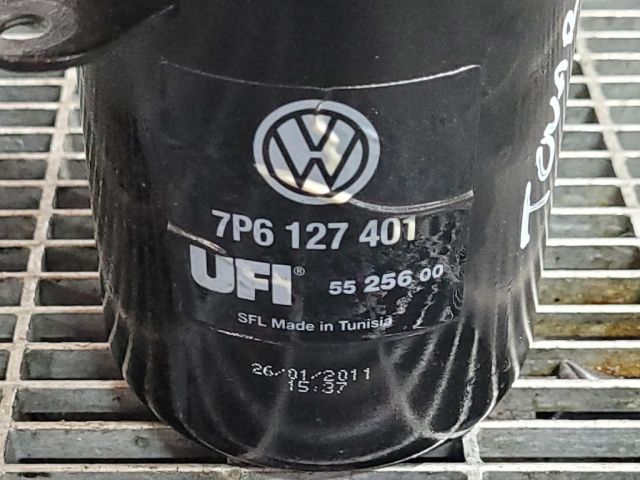 7P6 127 401
UFI® 55 256 00
SFL Made in Tunisia
26/01/2011
15:37